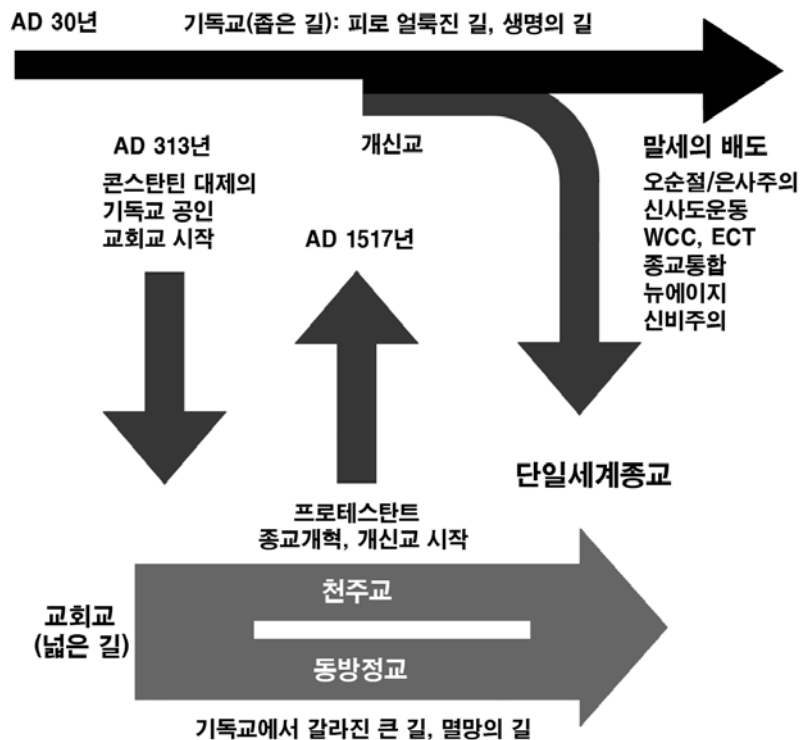 AD 30년
기독교(좁은 길): 피로 얼룩진 길, 생명의 길
AD 313년
콘스탄틴 대제의
기독교 공인
교회교 시작
개신교
AD 1517년
말세의 배도
오순절/은사주의
신사도운동
WCC, ECT
종교통합
뉴에이지
신비주의
단일세계종교
프로테스탄트
종교개혁, 개신교 시작
교회교
(넓은 길)
천주교
동방정교
기독교에서 갈라진 큰 길, 멸망의 길